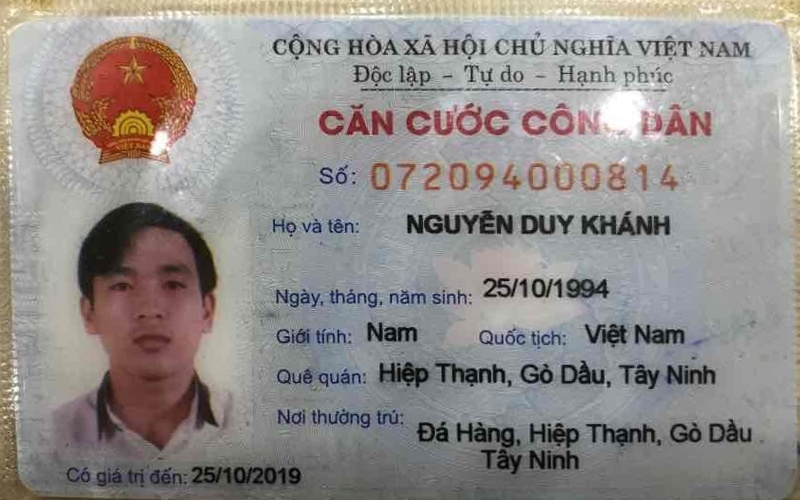 CỘNG HÒA XÃ HỘI CHỦ NGHĨA VIỆT NAM
Độc lập - Tự do - Hạnh phúc
CĂN CƯỚC CÔNG DÂN
Số: 072094000814
Họ và tên: NGUYỄN DUY KHÁNH
Ngày, tháng, năm sinh: 25/10/1994
Giới tính: Nam Quốc tịch: Việt Nam
Quê quán: Hiệp Thạnh, Gò Dầu, Tây Ninh
Nơi thường trú: Đá Hàng, Hiệp Thạnh, Gò Dầu
Tây Ninh
Có giá trị đến: 25/10/2019